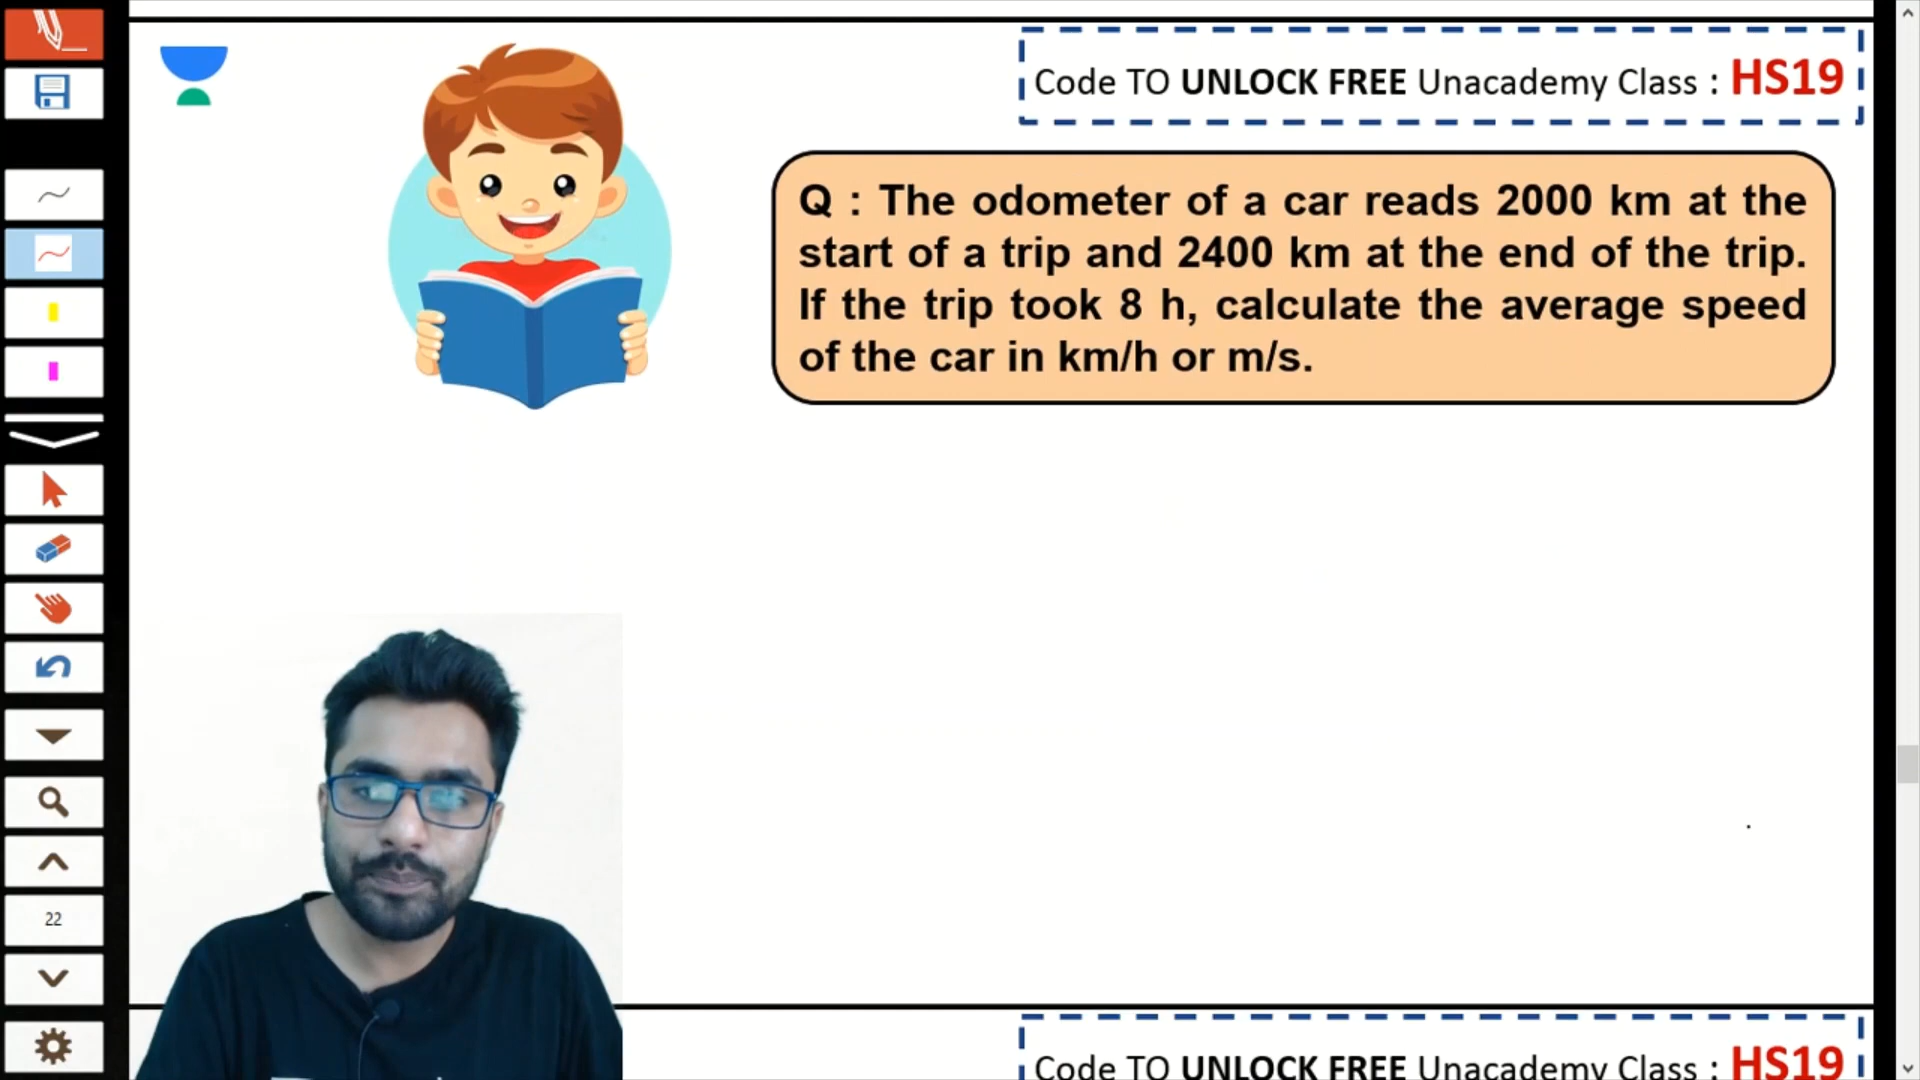 Code TO UNLOCK FREE Unacademy Class : HS19
Q : The odometer of a car reads 2000 km at the
start of a trip and 2400 km at the end of the trip.
If the trip took 8 h, calculate the average speed
of the car in km/h or m/s.
22
Code TO UNLOCK FREE Unacademy Class : HS19